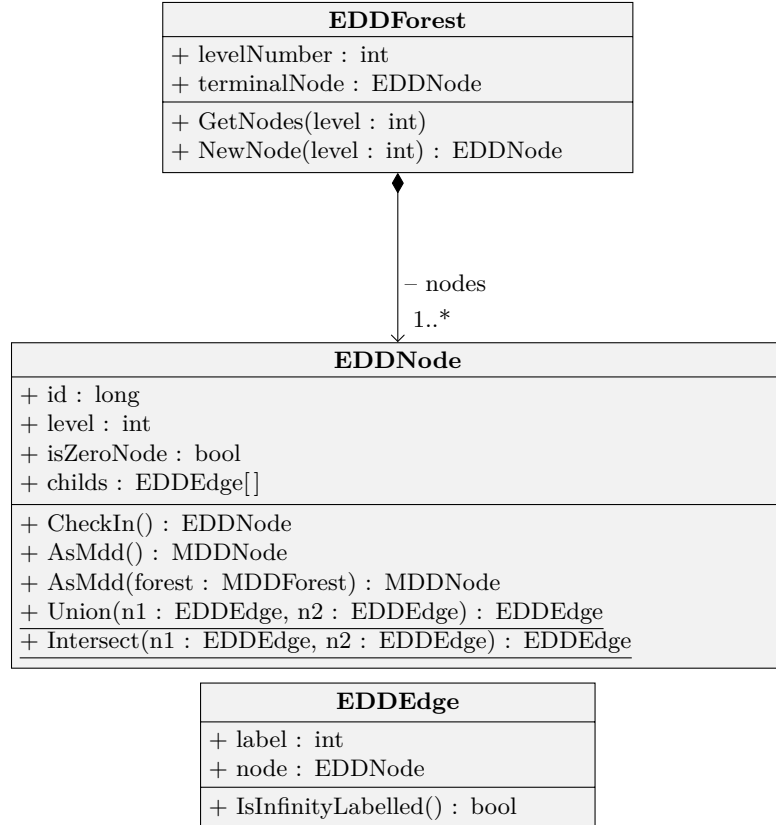 EDDForest
+ levelNumber : int
+ terminalNode : EDDNode
+ GetNodes(level : int)
+ NewNode(level : int) : EDDNode
– nodes
1..*
EDDNode
+ id : long
+ level : int
+ isZeroNode : bool
+ childs : EDDEdge[]
+ CheckIn() : EDDNode
+ AsMdd() : MDDNode
+ AsMdd(forest : MDDForest) : MDDNode
+ Union(n1 : EDDEdge, n2 : EDDEdge) : EDDEdge
+ Intersect(n1 : EDDEdge, n2 : EDDEdge) : EDDEdge
EDDEdge
+ label : int
+ node : EDDNode
+ IsInfinityLabelled() : bool